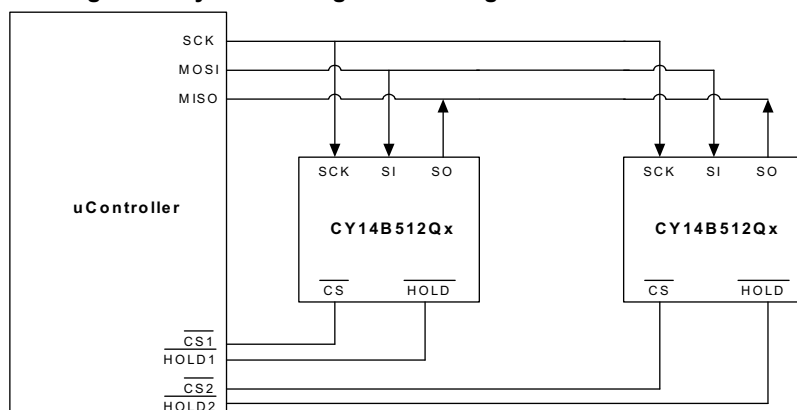 SCK
MOSI
MISO
uController
SCK SI SO
CY14B512Qx
CS HOLD
SCK SI SO
CY14B512Qx
CS HOLD
CS1
HOLD1
CS2
HOLD2